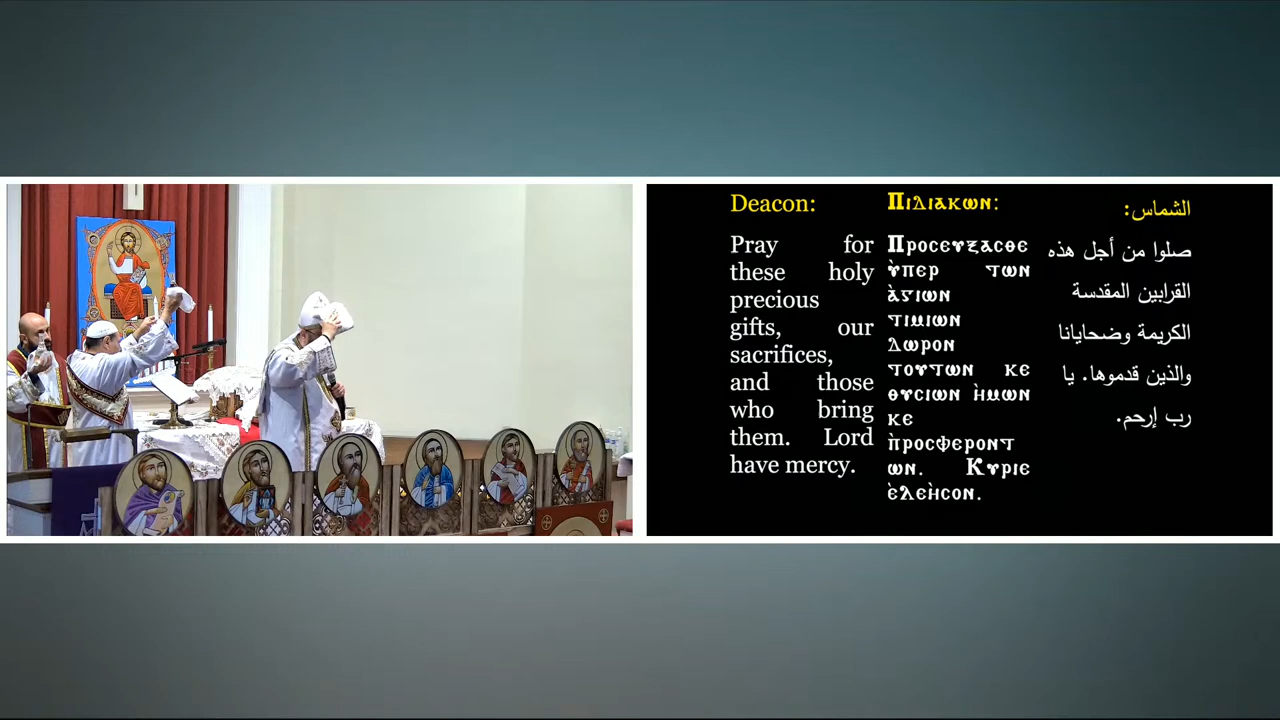 Deacon:
Pray for
these holy
precious
gifts, our
sacrifices,
and those
who bring
them. Lord
have mercy.
Ⲡⲓⲇⲓⲁⲕⲱⲛ:
Ⲡⲣⲟⲥⲉⲩⲝⲁⲥⲑⲉ
ⲩ̀ⲡⲉⲣ ⲧⲱⲛ
ⲁ̀ⲅⲓⲱⲛ
ⲧⲓⲙⲓⲱⲛ
ⲇⲱⲣⲟⲛ
ⲧⲟⲩⲧⲱⲛ ⲕⲉ
ⲑⲩⲥⲓⲱⲛ ⲏ̀ⲙⲱⲛ
ⲕⲉ
ⲡ̀ⲣⲟⲥⲫⲉⲣⲟⲛⲧ
ⲱⲛ. Ⲕⲩⲣⲓⲉ
ⲉ̀ⲗⲉⲏ̀ⲥⲟⲛ.
الشماس:
صلوا من أجل هذه
القرابين المقدسة
الكريمة وضحايانا
والذين قدموها. يا
رب إرحم.